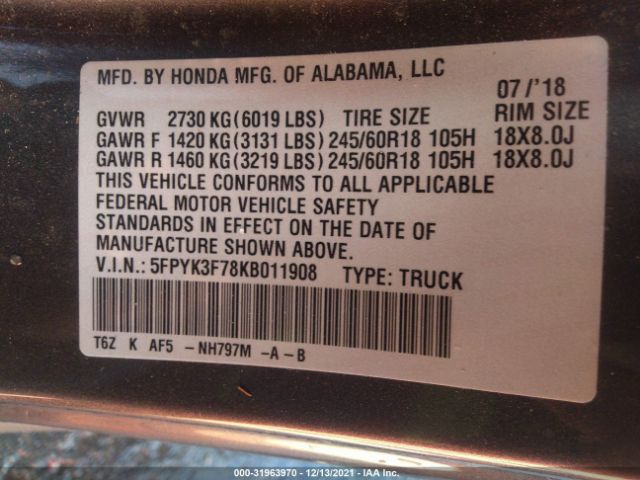 MFD. BY HONDA MFG. OF ALABAMA, LLC
07/'18
GVWR 2730 KG(6019 LBS) TIRE SIZE RIM SIZE
GAWR F 1420 KG(3131 LBS) 245/60R18 105H 18X8.0J
GAWR R 1460 KG(3219 LBS) 245/60R18 105H 18X8.0J
THIS VEHICLE CONFORMS TO ALL APPLICABLE
FEDERAL MOTOR VEHICLE SAFETY
STANDARDS IN EFFECT ON THE DATE OF
MANUFACTURE SHOWN ABOVE.
V.I.N.: 5FPYK3F78KB011908 TYPE: TRUCK
T6Z K AF5 -NH797M -A-B
000-31963970 - 12/13/2021 - IAA Inc.